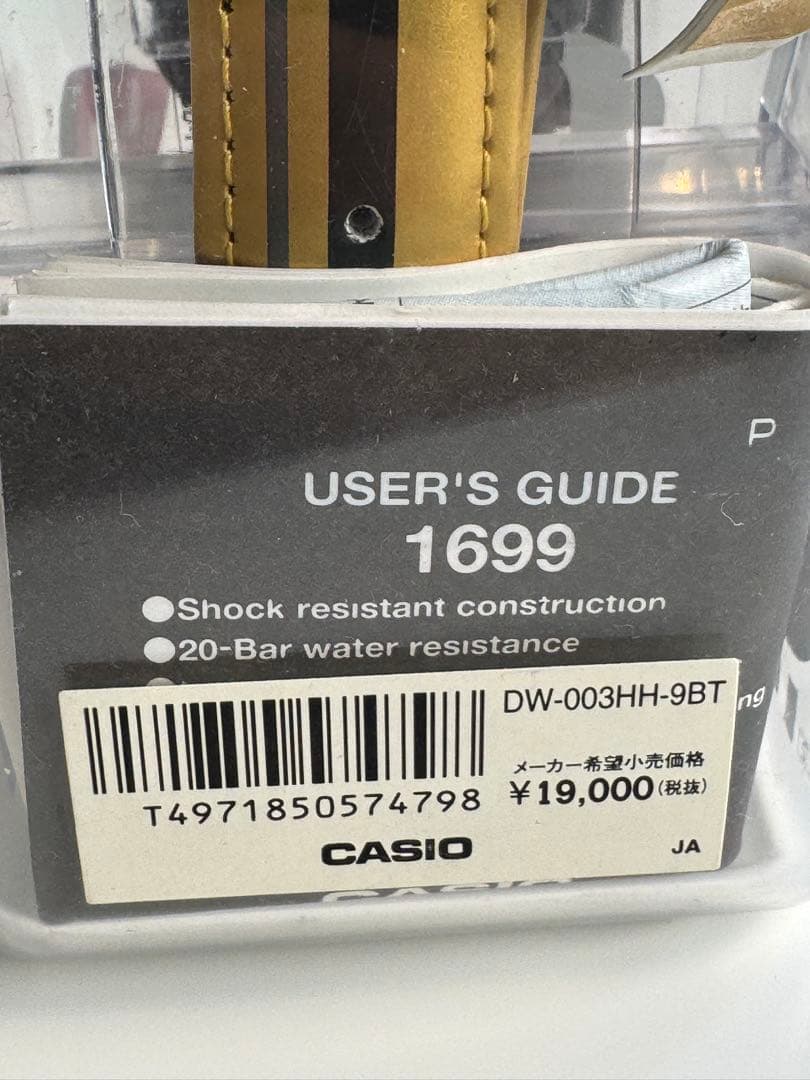 P
USER'S GUIDE
1699
●Shock resistant construction
●20-Bar water resistance
ng
DW-003HH-9BT
メーカー希望小売価格
¥19,000(税抜)
T4971850574798
CASIO
JA
CASIO